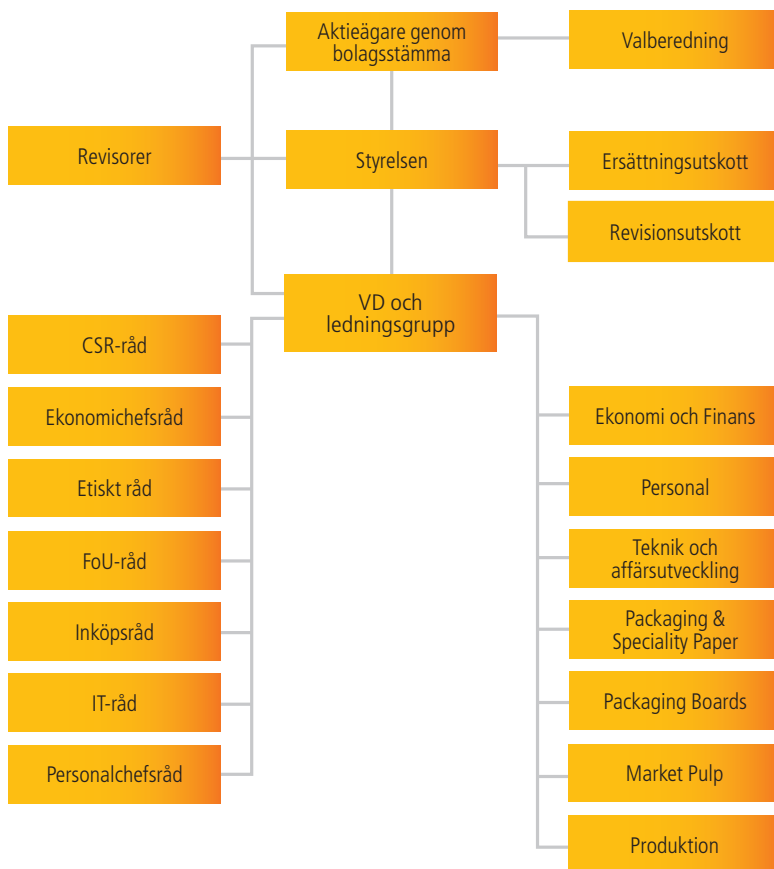 Aktieägare genom
bolagsstämma
Valberedning
Revisorer
Styrelsen
Ersättningsutskott
Revisionsutskott
VD och
ledningsgrupp
CSR-råd
Ekonomichefsråd
Etiskt råd
FoU-råd
Inköpsråd
IT-råd
Personalchefsråd
Ekonomi och Finans
Personal
Teknik och
affärsutveckling
Packaging &
Speciality Paper
Packaging Boards
Market Pulp
Produktion